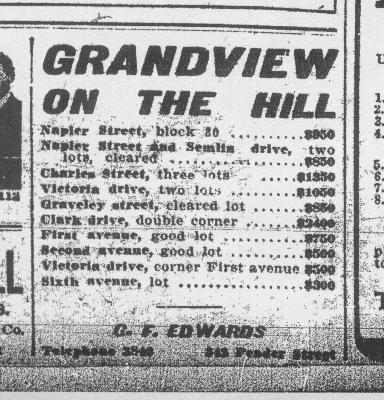 GRANDVIEW
ON THE HILL
Napier Street, block 30 ........ $950
Napier Street and Semlin drive, two
lots, cleared ............ $850
Charles Street, three lots ...... $1350
Victoria drive, two lots ...... $1050
Graveley street, cleared lot .... $850
Clark drive, double corner ..... $2400
First avenue, good lot ........ $750
Second avenue, good lot ...... $500
Victoria drive, corner First avenue $500
Sixth avenue, lot ............ $300
G. F. EDWARDS
Telephone Street
Co.